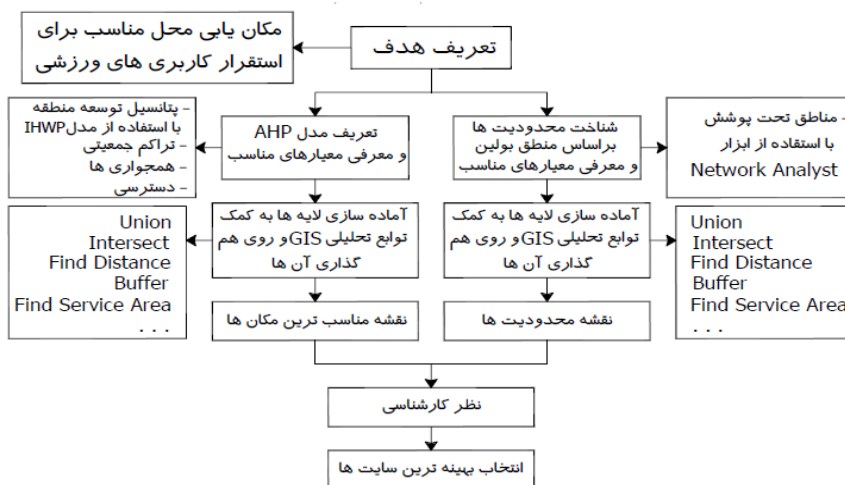 تعریف هدف
مکان یابی محل مناسب برای
استقرار کاربری های ورزشی
شناخت محدودیت ها
براساس منطق بولین
و معرفی معیارهای مناسب
- مناطق تحت پوشش
با استفاده از ابزار
Network Analyst
تعریف مدل AHP
و معرفی معیارهای مناسب
- پتانسیل توسعه منطقه
با استفاده از مدلIHWP
- تراکم جمعیتی
- همجواری ها
- دسترسی
آماده سازی لایه ها به کمک
توابع تحلیلی GISو روی هم
گذاری آن ها
Union
Intersect
Find Distance
Buffer
Find Service Area
. . .
آماده سازی لایه ها به کمک
توابع تحلیلی GISو روی هم
گذاری آن ها
Union
Intersect
Find Distance
Buffer
Find Service Area
. . .
نقشه محدودیت ها
نقشه مناسب ترین مکان ها
نظر کارشناسی
انتخاب بهینه ترین سایت ها